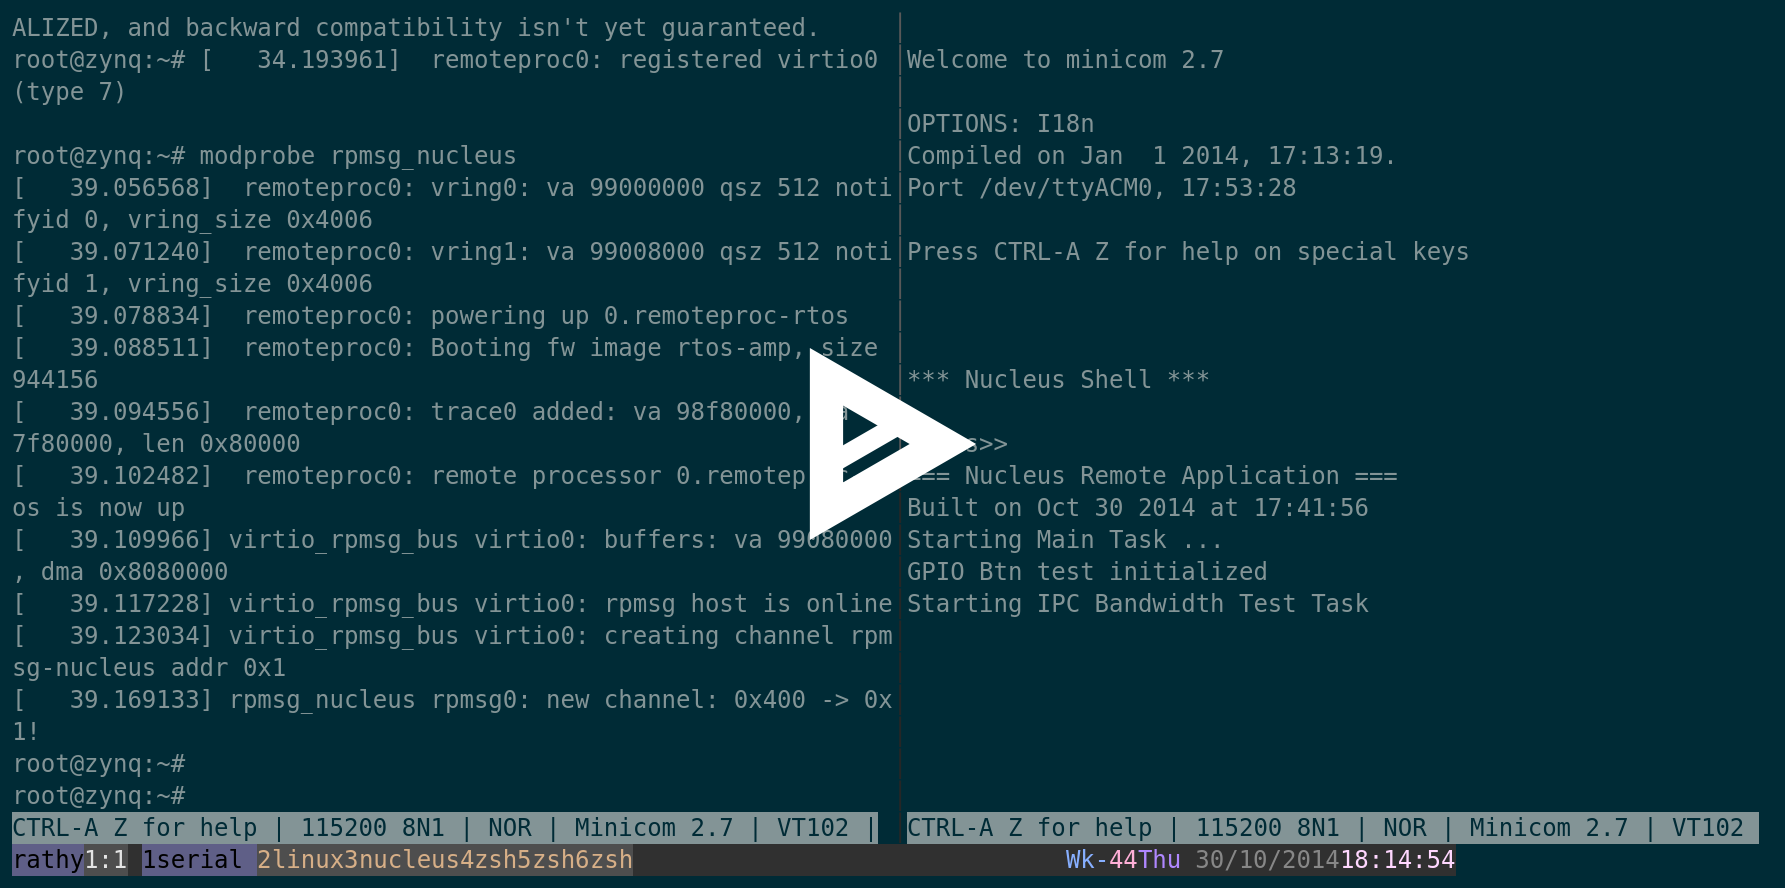 ALIZED, and backward compatibility isn't yet guaranteed.
root@zynq:~# [   34.193961]  remoteproc0: registered virtio0
(type 7)
root@zynq:~# modprobe rpmsg_nucleus
[   39.056568]  remoteproc0: vring0: va 99000000 qsz 512 noti
fyid 0, vring_size 0x4006
[   39.071240]  remoteproc0: vring1: va 99008000 qsz 512 noti
fyid 1, vring_size 0x4006
[   39.078834]  remoteproc0: powering up 0.remoteproc-rtos
[   39.088511]  remoteproc0: Booting fw image rtos-amp, size
944156
[   39.094556]  remoteproc0: trace0 added: va 98f80000,
7f80000, len 0x80000
[   39.102482]  remoteproc0: remote processor
os is now up
[   39.109966] virtio_rpmsg_bus virtio0: buffers: va 99080000
, dma 0x8080000
[   39.117228] virtio_rpmsg_bus virtio0: rpmsg host is online
[   39.123034] virtio_rpmsg_bus virtio0: creating channel rpm
sg-nucleus addr 0x1
[   39.169133] rpmsg_nucleus rpmsg0: new channel: 0x400 -> 0x
1!
root@zynq:~#
root@zynq:~#
CTRL-A Z for help | 115200 8N1 | NOR | Minicom 2.7 | VT102 |
Welcome to minicom 2.7
OPTIONS: I18n
Compiled on Jan  1 2014, 17:13:19.
Port /dev/ttyACM0, 17:53:28
Press CTRL-A Z for help on special keys
*** Nucleus Shell ***
s>>
=== Nucleus Remote Application ===
Built on Oct 30 2014 at 17:41:56
Starting Main Task ...
GPIO Btn test initialized
Starting IPC Bandwidth Test Task
CTRL-A Z for help | 115200 8N1 | NOR | Minicom 2.7 | VT102
rathy1:1 1serial 2linux3nucleus4zsh5zsh6zsh Wk-44Thu 30/10/201418:14:54